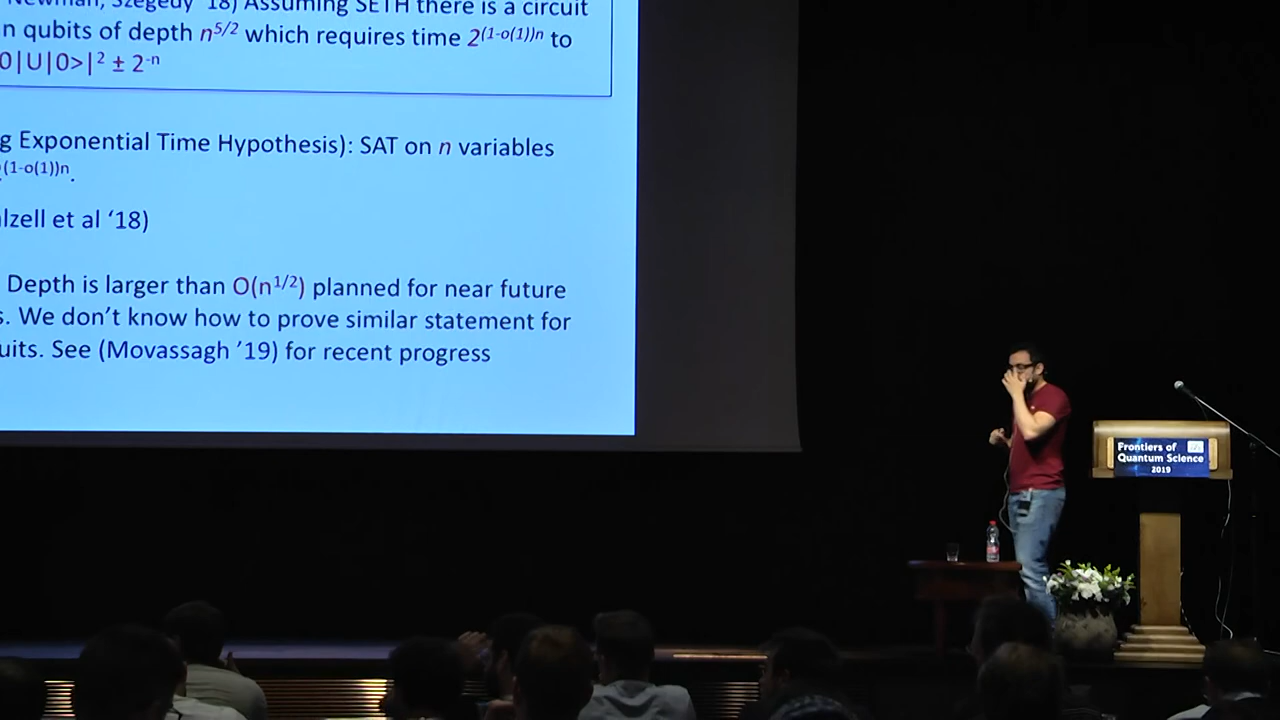 Newman, Szegedy '18) Assuming SETH there is a circuit
n qubits of depth n^5/2 which requires time 2^(1-o(1))n to
0|U|0>|² ± 2^-n
g Exponential Time Hypothesis): SAT on n variables
^(1-o(1))n.
lzell et al ‘18)
Depth is larger than O(n^1/2) planned for near future
s. We don’t know how to prove similar statement for
uits. See (Movassagh ’19) for recent progress
Frontiers of
Quantum Science
2019